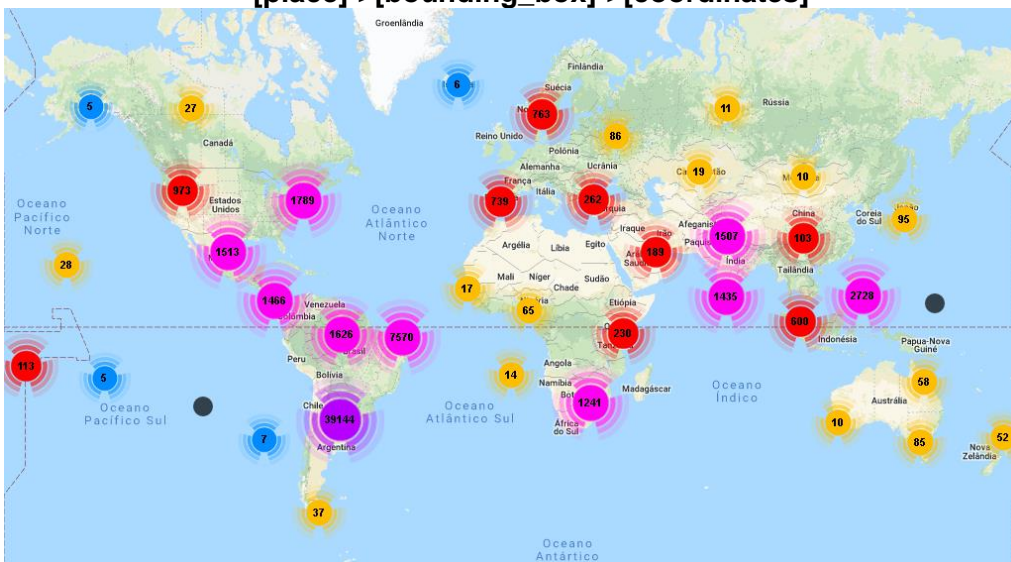 [place]->[bounding_box]->[coordinates]
Groenlândia
Finlândia
Suécia
6
5
27
763
11
Rússia
86
Reino Unido
Canadá
Polónia
Alemanha
Ucrânia
19
10
França
973
Estados
Unidos
1789
Itália
739
262
Oceano
Pacífico
Norte
Oceano
Atlântico
Norte
China
Coreia
do Sul
95
Iraque
1507
103
1513
Argélia
Líbia
Egito
189
Índia
28
Mali
Níger
Sudão
Tailândia
17
Chade
1466
Venezuela
65
Etiópia
1435
2728
1626
7570
230
600
Indonésia
Papua-Nova
Guiné
Peru
113
5
Bolívia
14
Angola
Namíbia
Madagáscar
Oceano
Índico
58
Oceano
Pacífico Sul
Chile
Oceano
Atlântico Sul
1241
Austrália
39144
África
do Sul
10
7
Argentina
85
52
Nova
Zelândia
37
Oceano
Antártico